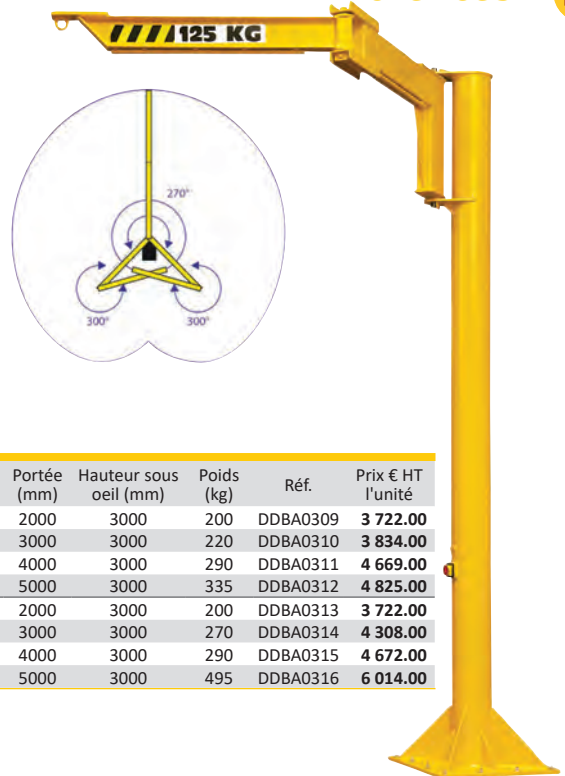 125 KG
270°
300° 300°
Portée (mm) Hauteur sous oeil (mm) Poids (kg) Réf. Prix € HT l'unité
2000 3000 200 DDBA0309 3 722.00
3000 3000 220 DDBA0310 3 834.00
4000 3000 290 DDBA0311 4 669.00
5000 3000 335 DDBA0312 4 825.00
2000 3000 200 DDBA0313 3 722.00
3000 3000 270 DDBA0314 4 308.00
4000 3000 290 DDBA0315 4 672.00
5000 3000 495 DDBA0316 6 014.00